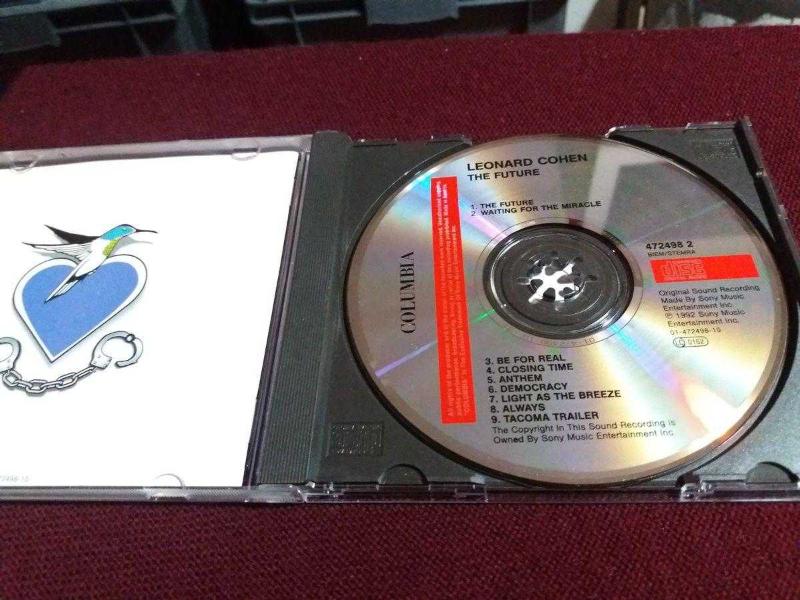 LEONARD COHEN
THE FUTURE
1. THE FUTURE
2. WAITING FOR THE MIRACLE
COLUMBIA
472498 2
BIEM/STEMRA
Original Sound Recording
Made By Sony Music
Entertainment Inc.
℗ 1992 Sony Music
Entertainment Inc.
01-472498-10
LC 0162
3. BE FOR REAL
4. CLOSING TIME
5. ANTHEM
6. DEMOCRACY
7. LIGHT AS THE BREEZE
8. ALWAYS
9. TACOMA TRAILER
The Copyright In This Sound Recording is
Owned By Sony Music Entertainment Inc.